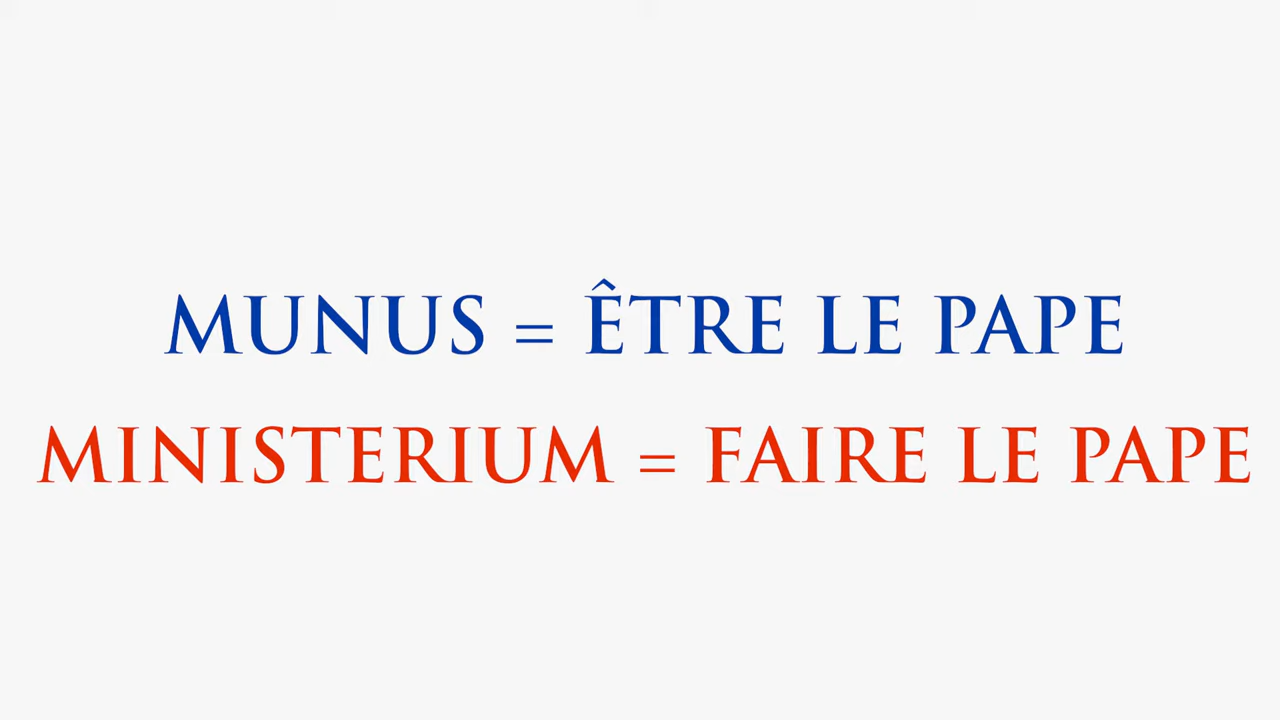 MUNUS = ÊTRE LE PAPE
MINISTERIUM = FAIRE LE PAPE